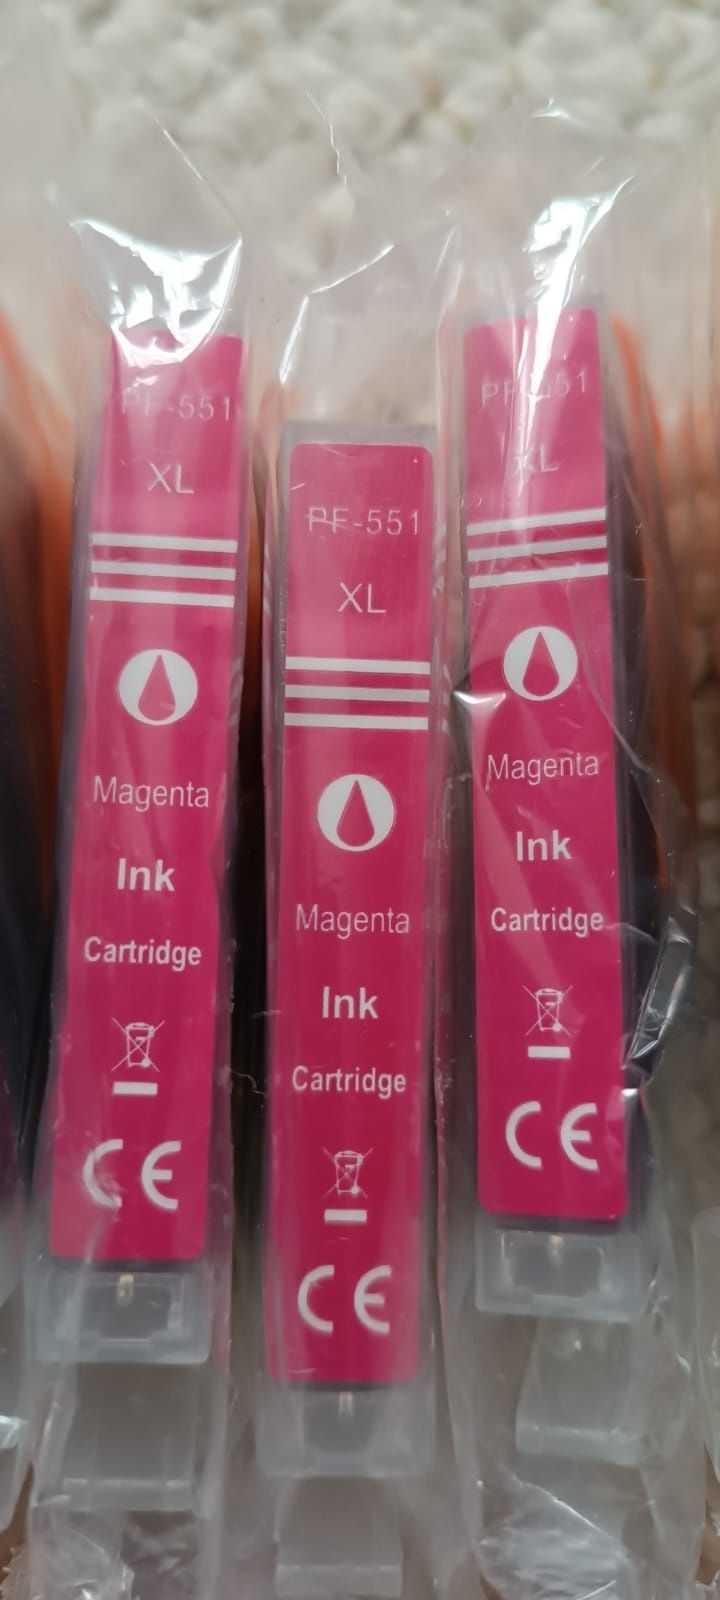 PF-551
XL
Magenta
Ink
Cartridge
CE
PF-551
XL
Magenta
Ink
Cartridge
CE
XL
Magenta
Ink
Cartridge
CE